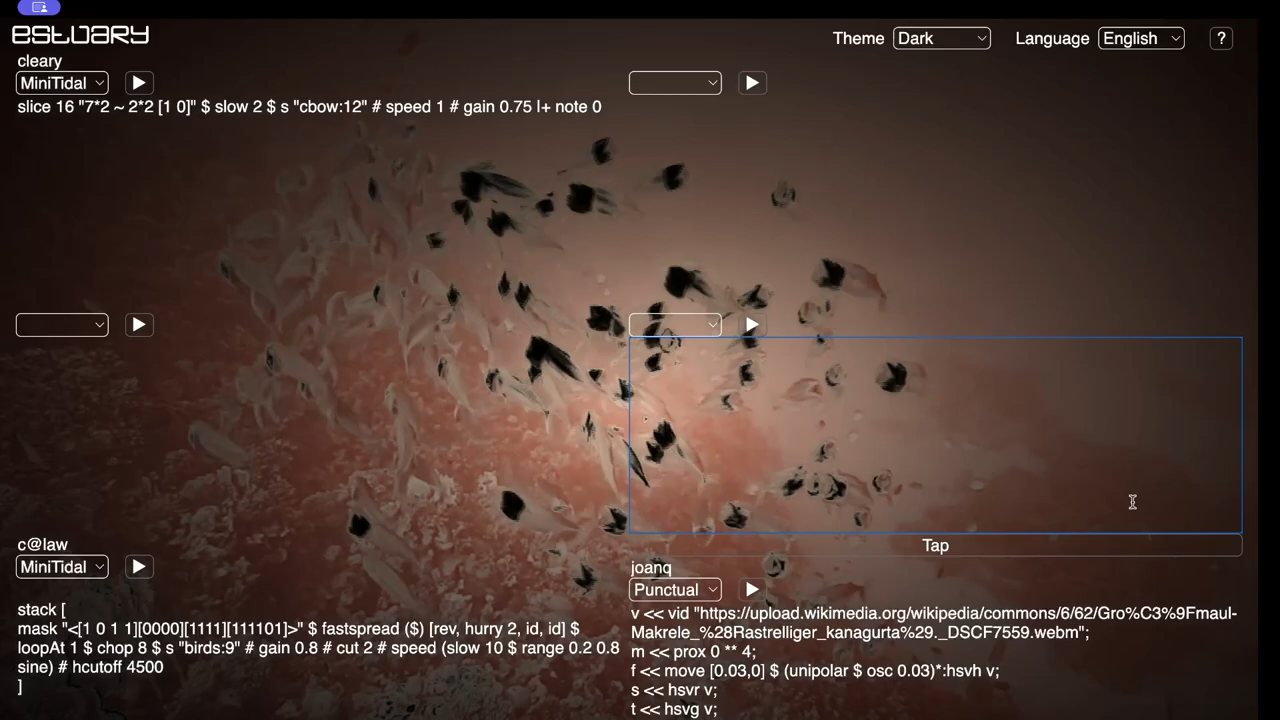 estuary
Theme Dark Language English ?
cleary
MiniTidal
slice 16 "7*2 ~ 2*2 [1 0]" $ slow 2 $ s "cbow:12" # speed 1 # gain 0.75 |+ note 0
c@law
MiniTidal
stack [
mask "<[1 0 1 1][0000][1111][111101]>" $ fastspread ($) [rev, hurry 2, id, id] $
loopAt 1 $ chop 8 $ s "birds:9" # gain 0.8 # cut 2 # speed (slow 10 $ range 0.2 0.8
sine) # hcutoff 4500
]
Tap
joanq
Punctual
v << vid "https://upload.wikimedia.org/wikipedia/commons/6/62/Gro%C3%9Fmaul-
Makrele_%28Rastrelliger_kanagurta%29._DSCF7559.webm";
m << prox 0 ** 4;
f << move [0.03,0] $ (unipolar $ osc 0.03)*:hsvh v;
s << hsvr v;
t << hsvg v;